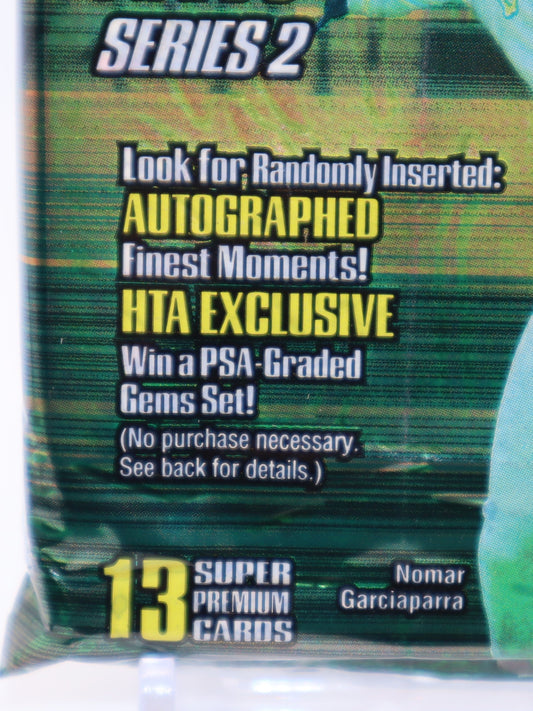 SERIES 2
Look for Randomly Inserted:
AUTOGRAPHED
Finest Moments!
HTA EXCLUSIVE
Win a PSA-Graded
Gems Set!
(No purchase necessary.
See back for details.)
13 SUPER
PREMIUM
CARDS
Nomar
Garciaparra